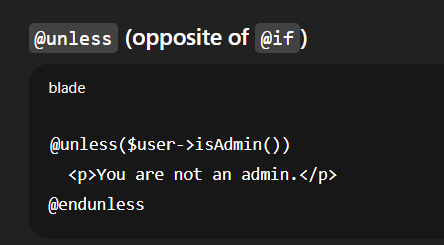 @unless (opposite of @if)
blade
@unless($user->isAdmin())
<p>You are not an admin.</p>
@endunless